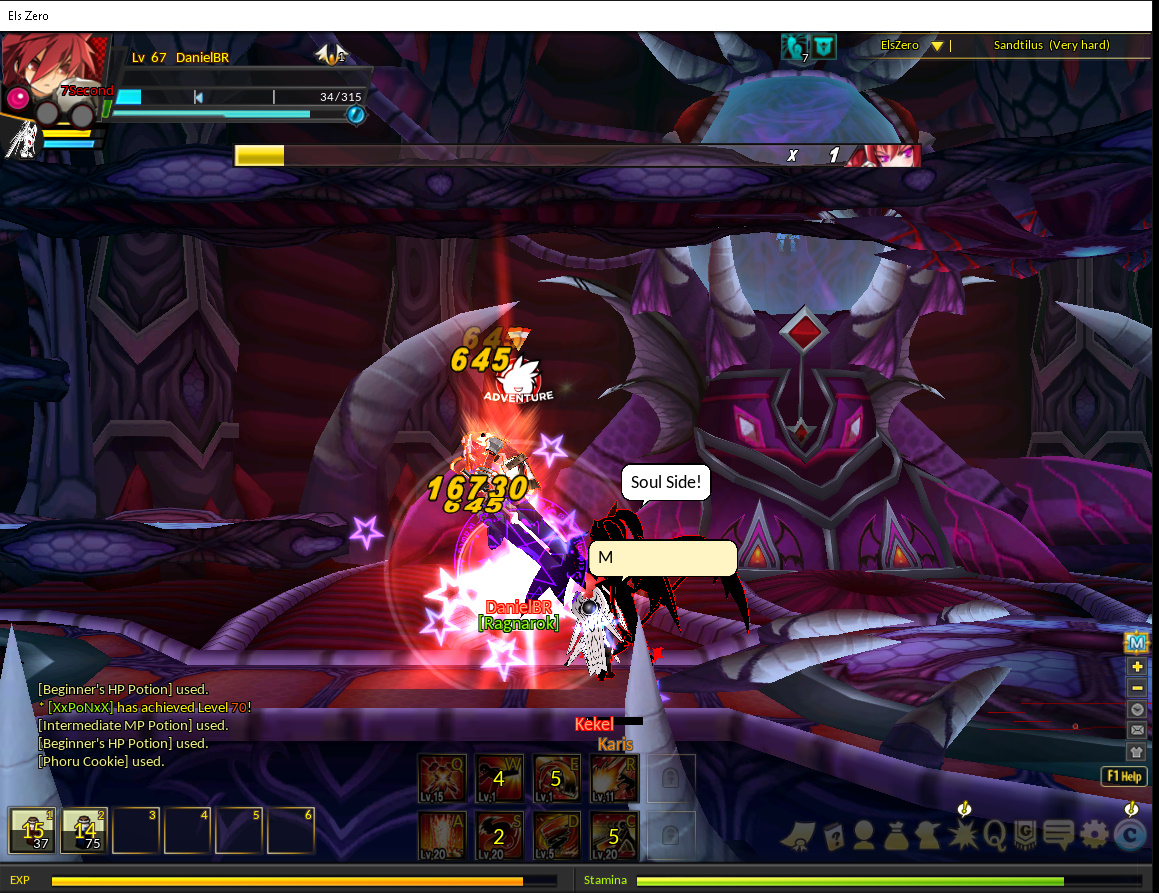 Els Zero
Lv 67 DanielBR
1
7
ElsZero
Sandtilus (Very hard)
7Second
34/315
x 1
645
645
ADVENTURE
16730
645
Soul Side!
M
DanielBR
[Ragnarok]
[Beginner's HP Potion] used.
* [XxPoNxX] has achieved Level 70!
[Intermediate MP Potion] used.
[Beginner's HP Potion] used.
[Phoru Cookie] used.
Kekel
Karis
M
F1 Help
Q W E R
4 5
Lv,15 Lv,1 Lv,1 Lv,11
1 2 3 4 5 6
15 14
37 75
A S D C
2 5
Lv,20 Lv,20 Lv,5 Lv,20
Q C
EXP
Stamina